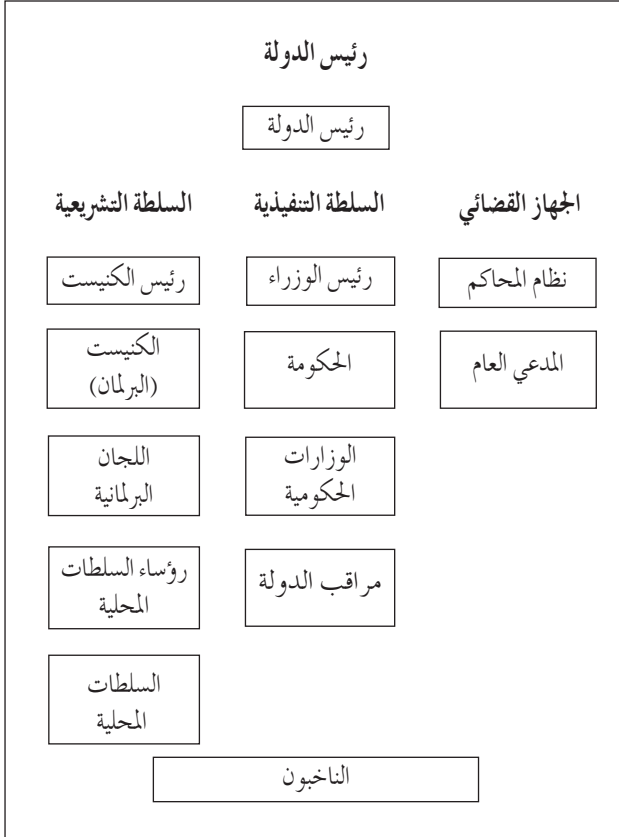 رئيس الدولة
رئيس الدولة
الجهاز القضائي
السلطة التنفيذية
السلطة التشريعية
نظام المحاكم
رئيس الوزراء
رئيس الكنيست
المدعي العام
الحكومة
الكنيست
(البرلمان)
الوزارات
الحكومية
اللجان
البرلمانية
مراقب الدولة
رؤساء السلطات
المحلية
السلطات
المحلية
الناخبون